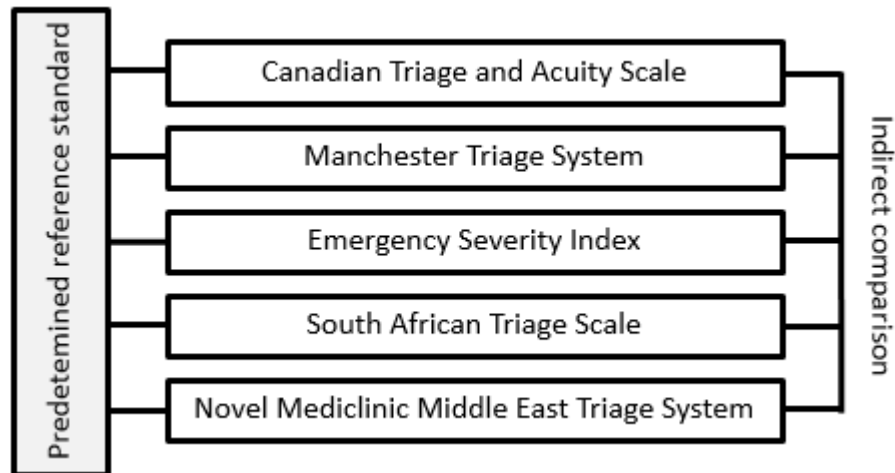 Predetemined reference standard
Canadian Triage and Acuity Scale
Manchester Triage System
Emergency Severity Index
South African Triage Scale
Novel Mediclinic Middle East Triage System
Indirect comparison